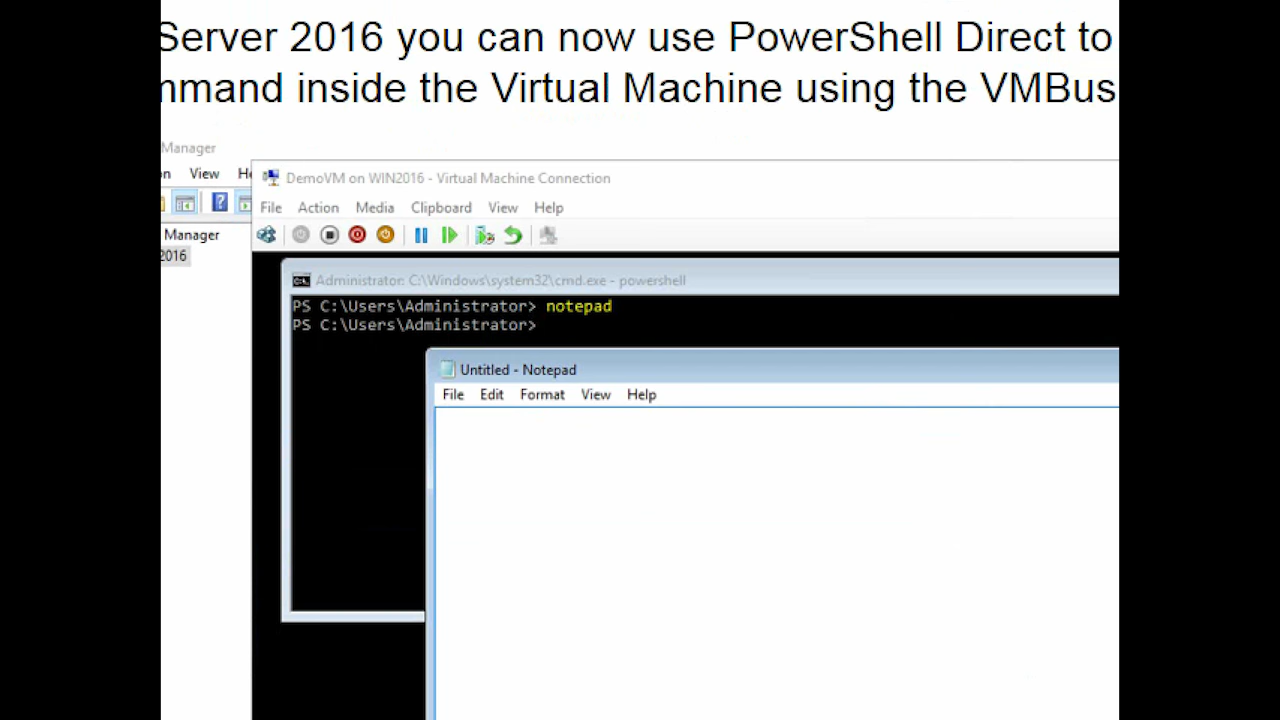 Server 2016 you can now use PowerShell Direct to
mmand inside the Virtual Machine using the VMBus
Manager
View
DemoVM on WIN2016 - Virtual Machine Connection
File Action Media Clipboard View Help
Manager
2016
Administrator: C:\Windows\system32\cmd.exe - powershell
PS C:\Users\Administrator> notepad
PS C:\Users\Administrator>
Untitled - Notepad
File Edit Format View Help